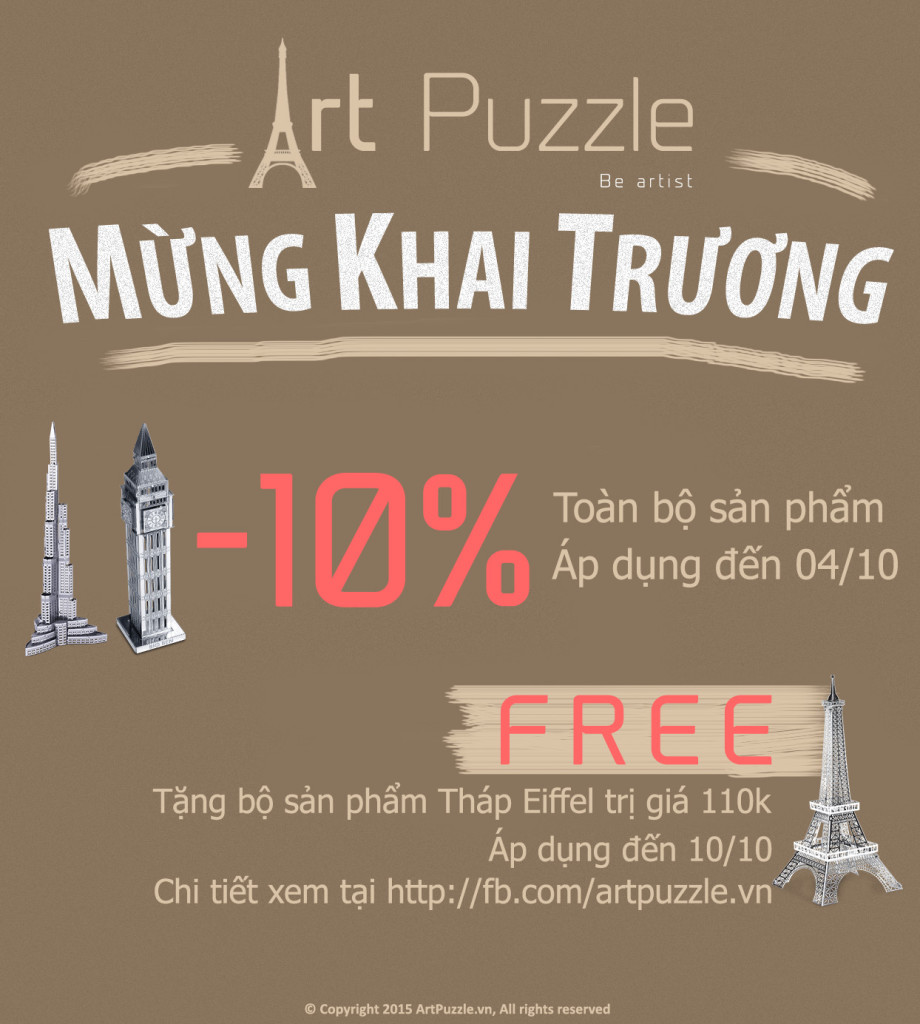 Art Puzzle
Be artist
MỪNG KHAI TRƯƠNG
-10%
Toàn bộ sản phẩm
Áp dụng đến 04/10
FREE
Tặng bộ sản phẩm Tháp Eiffel trị giá 110k
Áp dụng đến 10/10
Chi tiết xem tại http://fb.com/artpuzzle.vn
© Copyright 2015 ArtPuzzle.vn, All rights reserved